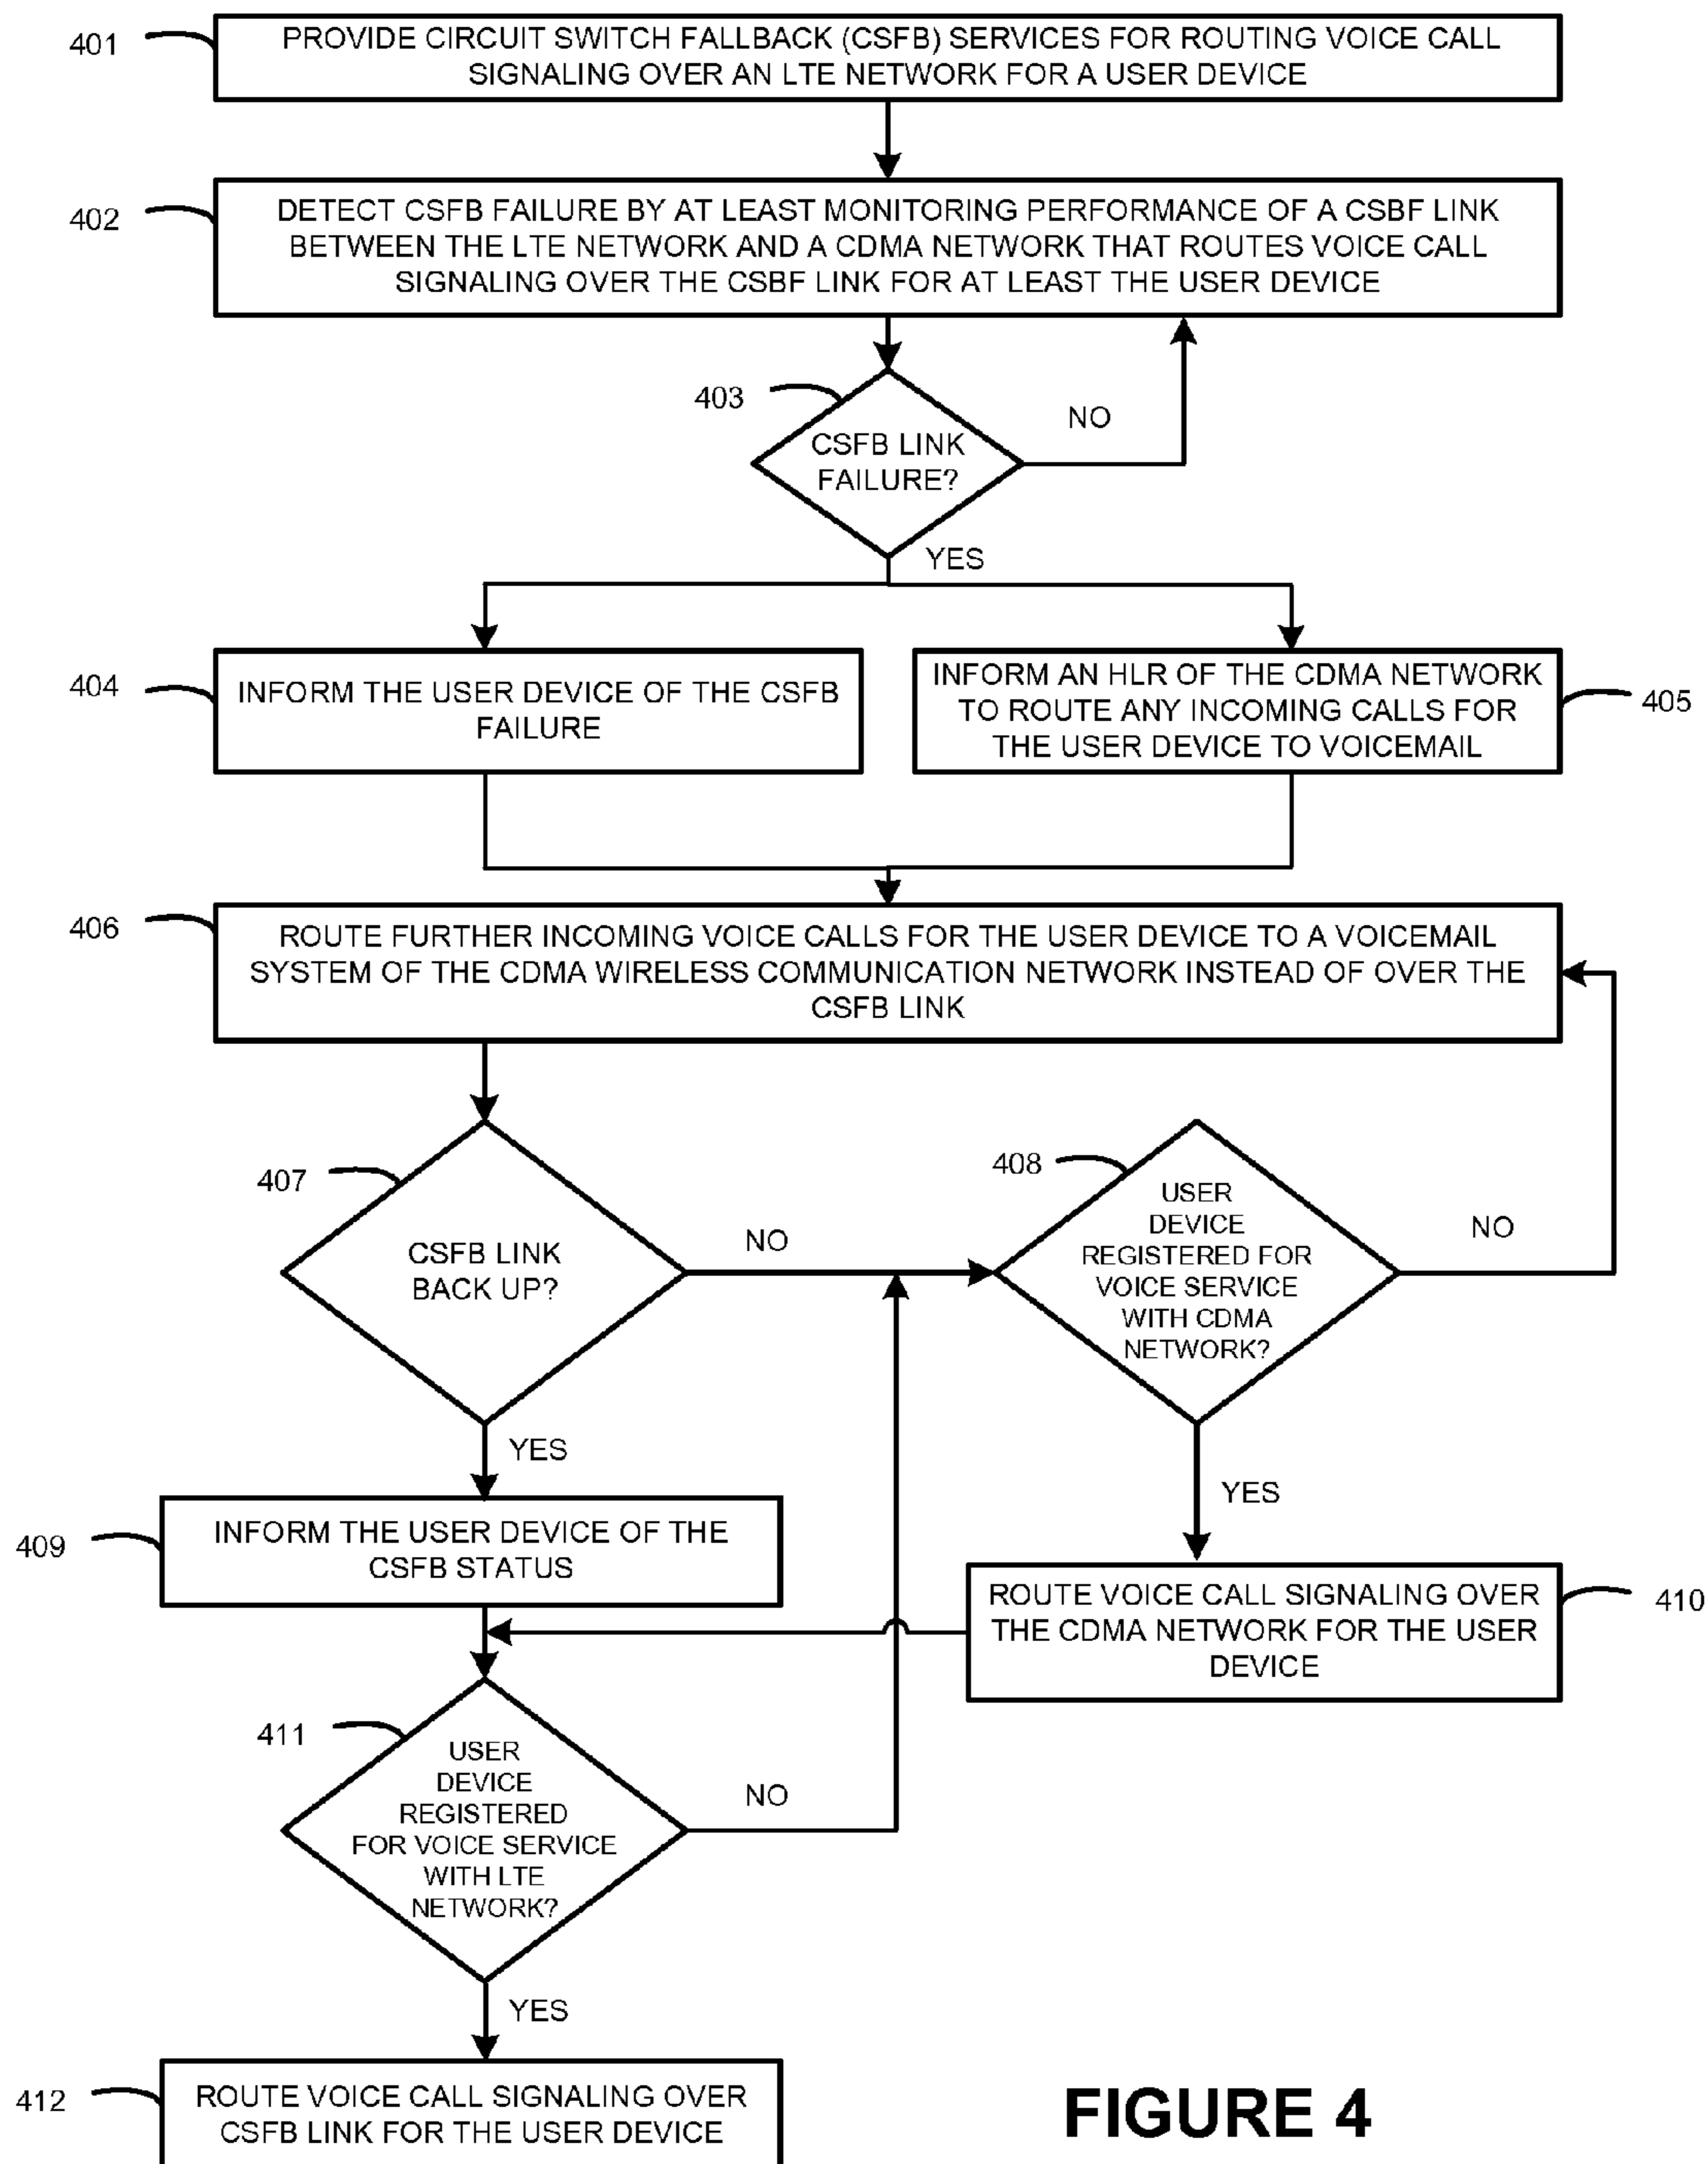 401
PROVIDE CIRCUIT SWITCH FALLBACK (CSFB) SERVICES FOR ROUTING VOICE CALL
SIGNALING OVER AN LTE NETWORK FOR A USER DEVICE
402
DETECT CSFB FAILURE BY AT LEAST MONITORING PERFORMANCE OF A CSBF LINK
BETWEEN THE LTE NETWORK AND A CDMA NETWORK THAT ROUTES VOICE CALL
SIGNALING OVER THE CSBF LINK FOR AT LEAST THE USER DEVICE
403
CSFB LINK
FAILURE?
NO
YES
404
INFORM THE USER DEVICE OF THE CSFB
FAILURE
INFORM AN HLR OF THE CDMA NETWORK
TO ROUTE ANY INCOMING CALLS FOR
THE USER DEVICE TO VOICEMAIL
405
406
ROUTE FURTHER INCOMING VOICE CALLS FOR THE USER DEVICE TO A VOICEMAIL
SYSTEM OF THE CDMA WIRELESS COMMUNICATION NETWORK INSTEAD OF OVER THE
CSFB LINK
407
CSFB LINK
BACK UP?
NO
YES
408
USER
DEVICE
REGISTERED FOR
VOICE SERVICE
WITH CDMA
NETWORK?
NO
YES
409
INFORM THE USER DEVICE OF THE
CSFB STATUS
ROUTE VOICE CALL SIGNALING OVER
THE CDMA NETWORK FOR THE USER
DEVICE
410
411
USER
DEVICE
REGISTERED
FOR VOICE SERVICE
WITH LTE
NETWORK?
NO
YES
412
ROUTE VOICE CALL SIGNALING OVER
CSFB LINK FOR THE USER DEVICE
FIGURE 4